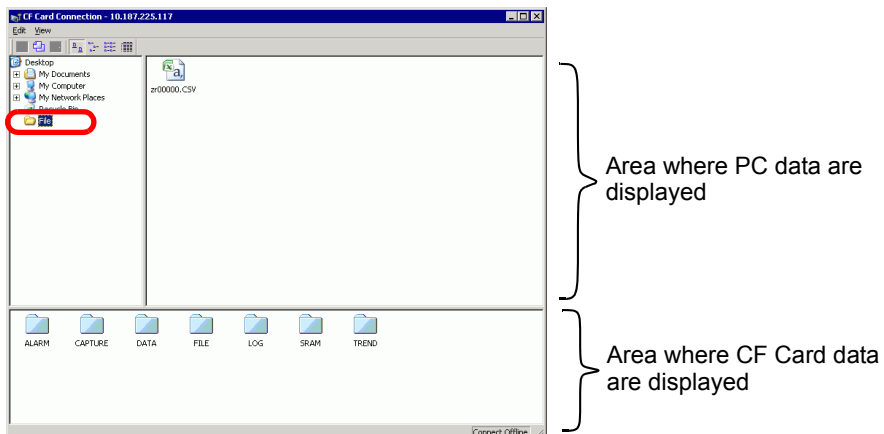 CF Card Connection - 10.187.225.117
Edit View
Desktop
My Documents
My Computer
My Network Places
Recycle Bin
File
zr00000.CSV
Area where PC data are
displayed
ALARM CAPTURE DATA FILE LOG SRAM TREND
Area where CF Card data
are displayed
Connect Offline